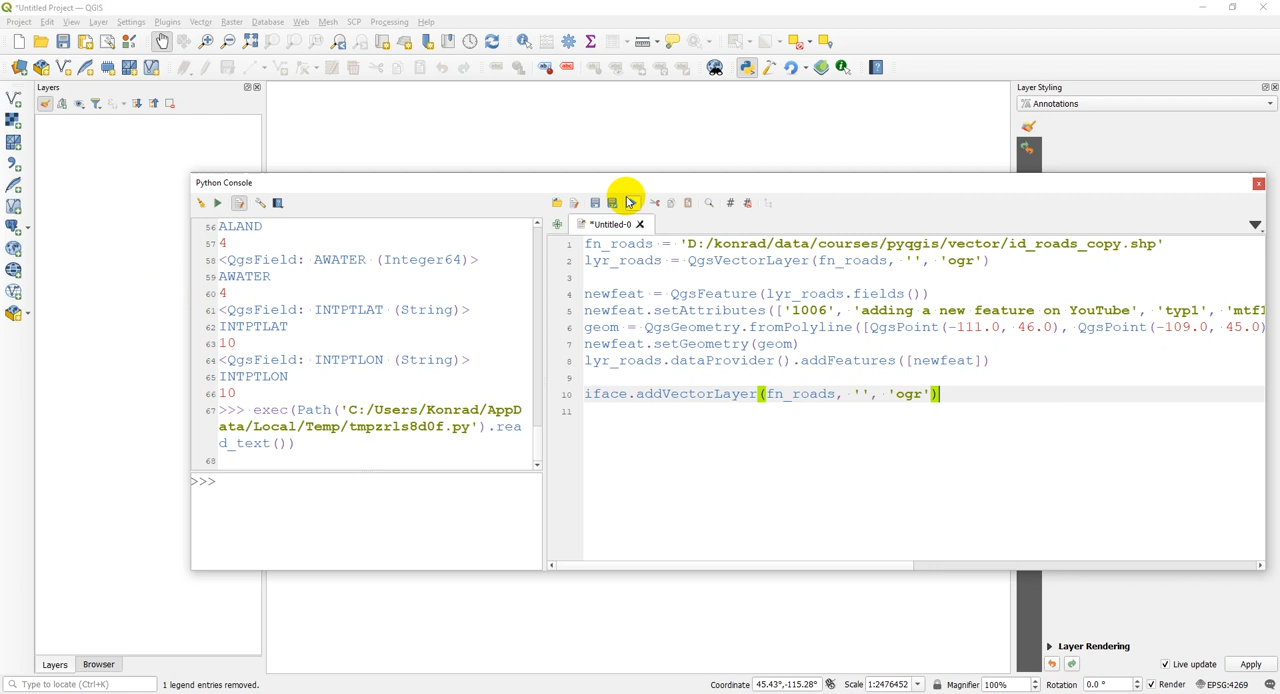 *Untitled Project — QGIS
Project Edit View Layer Settings Plugins Vector Raster Database Web Mesh SCP Processing Help
Layers
Layer Styling
Annotations
Python Console
*Untitled-0
56 ALAND
57 4
58 <QgsField: AWATER (Integer64)>
59 AWATER
60 4
61 <QgsField: INTPTLAT (String)>
62 INTPTLAT
63 10
64 <QgsField: INTPTLON (String)>
65 INTPTLON
66 10
67 >>> exec(Path('C:/Users/Konrad/AppD
ata/Local/Temp/tmpzrls8d0f.py').rea
d_text())
68
>>>
1 fn_roads = 'D:/konrad/data/courses/pyqgis/vector/id_roads_copy.shp'
2 lyr_roads = QgsVectorLayer(fn_roads, '', 'ogr')
3
4 newfeat = QgsFeature(lyr_roads.fields())
5 newfeat.setAttributes(['1006', 'adding a new feature on YouTube', 'typ1', 'mtf1
6 geom = QgsGeometry.fromPolyline([QgsPoint(-111.0, 46.0), QgsPoint(-109.0, 45.0)
7 newfeat.setGeometry(geom)
8 lyr_roads.dataProvider().addFeatures([newfeat])
9
10 iface.addVectorLayer(fn_roads, '', 'ogr')
11
Layer Rendering
Layers Browser
Live update Apply
Type to locate (Ctrl+K) 1 legend entries removed. Coordinate 45.43°,-115.28° Scale 1:2476452 Magnifier 100% Rotation 0.0 ° Render EPSG:4269